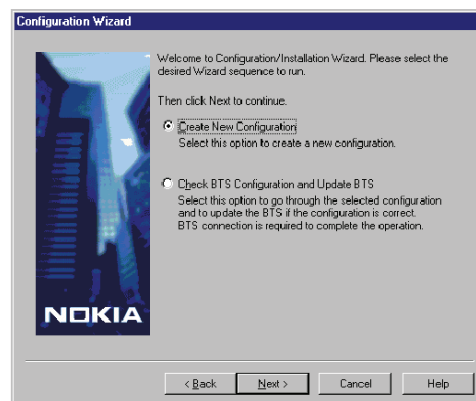 Configuration Wizard
Welcome to Configuration/Installation Wizard. Please select the
desired Wizard sequence to run.
Then click Next to continue.
Create New Configuration
Select this option to create a new configuration.
Check BTS Configuration and Update BTS
Select this option to go through the selected configuration
and to update the BTS if the configuration is correct.
BTS connection is required to complete the operation.
NOKIA
< Back
Next >
Cancel
Help